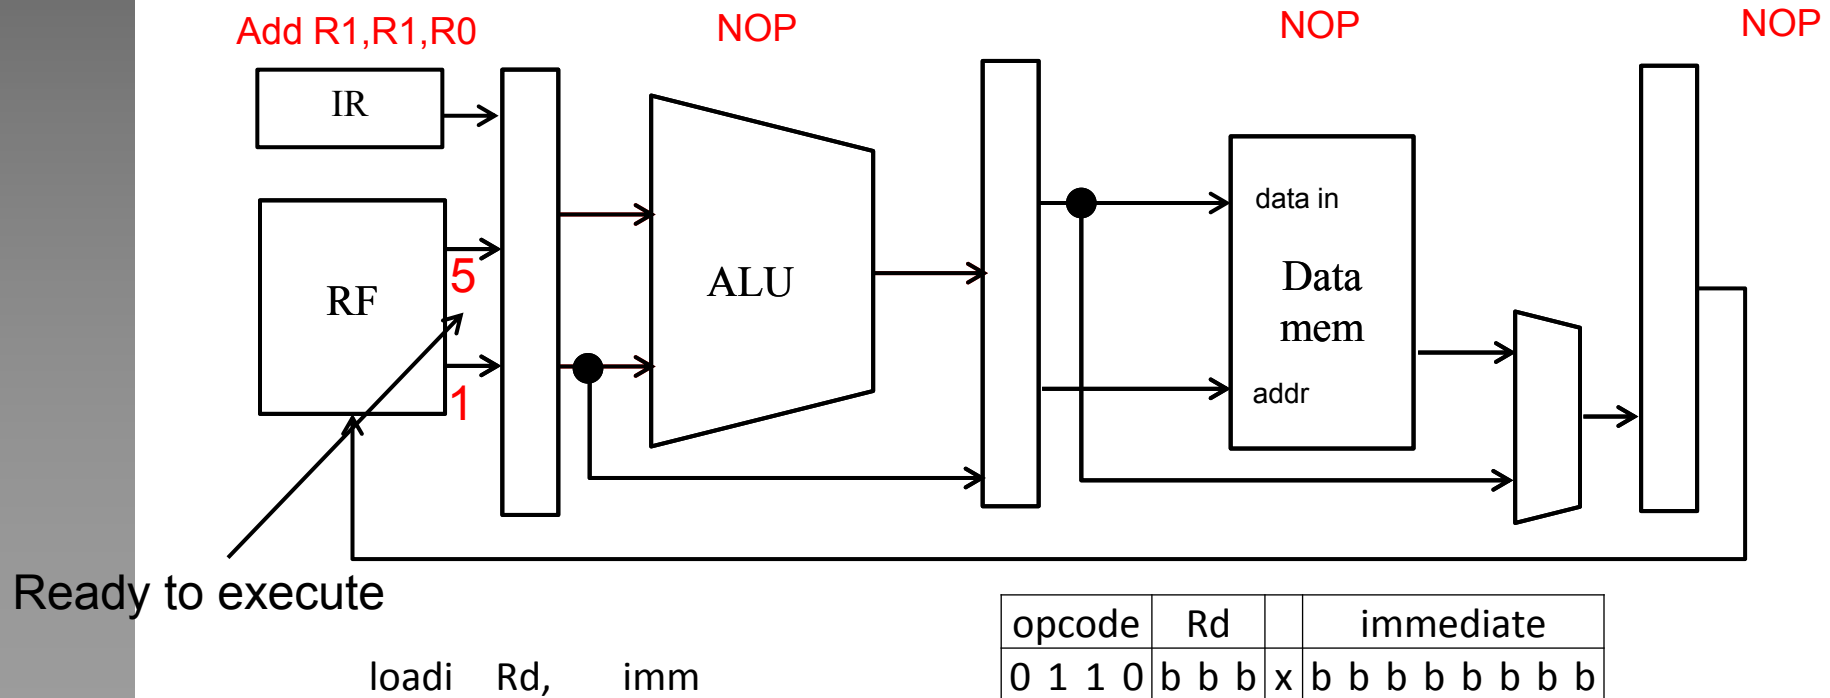 Add R1,R1,R0 NOP NOP NOP
IR
data in
5
RF
ALU
Data
mem
1
addr
Ready to execute
opcode Rd immediate
loadi Rd, imm 0 1 1 0 b b b x b b b b b b b b